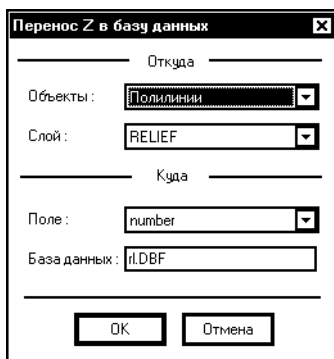 Перенос Z в базу данных
Откуда
Объекты: Полилинии
Слой: RELIEF
Куда
Поле: number
База данных: rl.DBF
OK Отмена